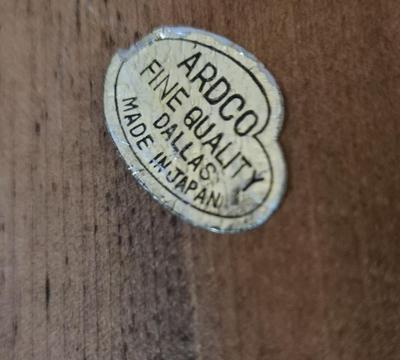 ARDCO
FINE QUALITY
DALLAS
MADE IN JAPAN